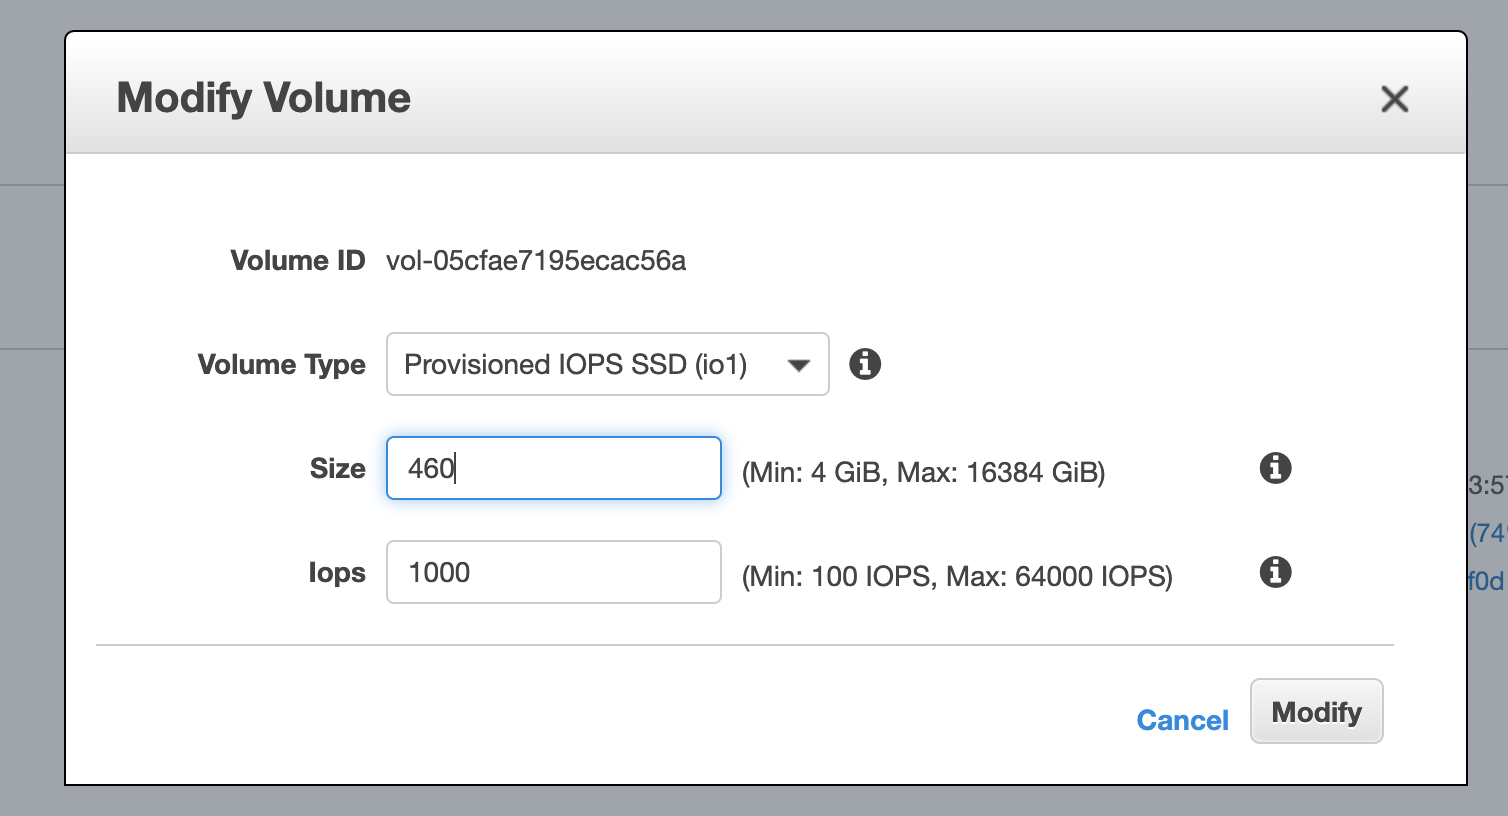 Modify Volume
Volume ID vol-05cfae7195ecac56a
Volume Type Provisioned IOPS SSD (io1)
Size 460 (Min: 4 GiB, Max: 16384 GiB)
3:5
(74
Iops 1000 (Min: 100 IOPS, Max: 64000 IOPS)
f0d
Cancel Modify